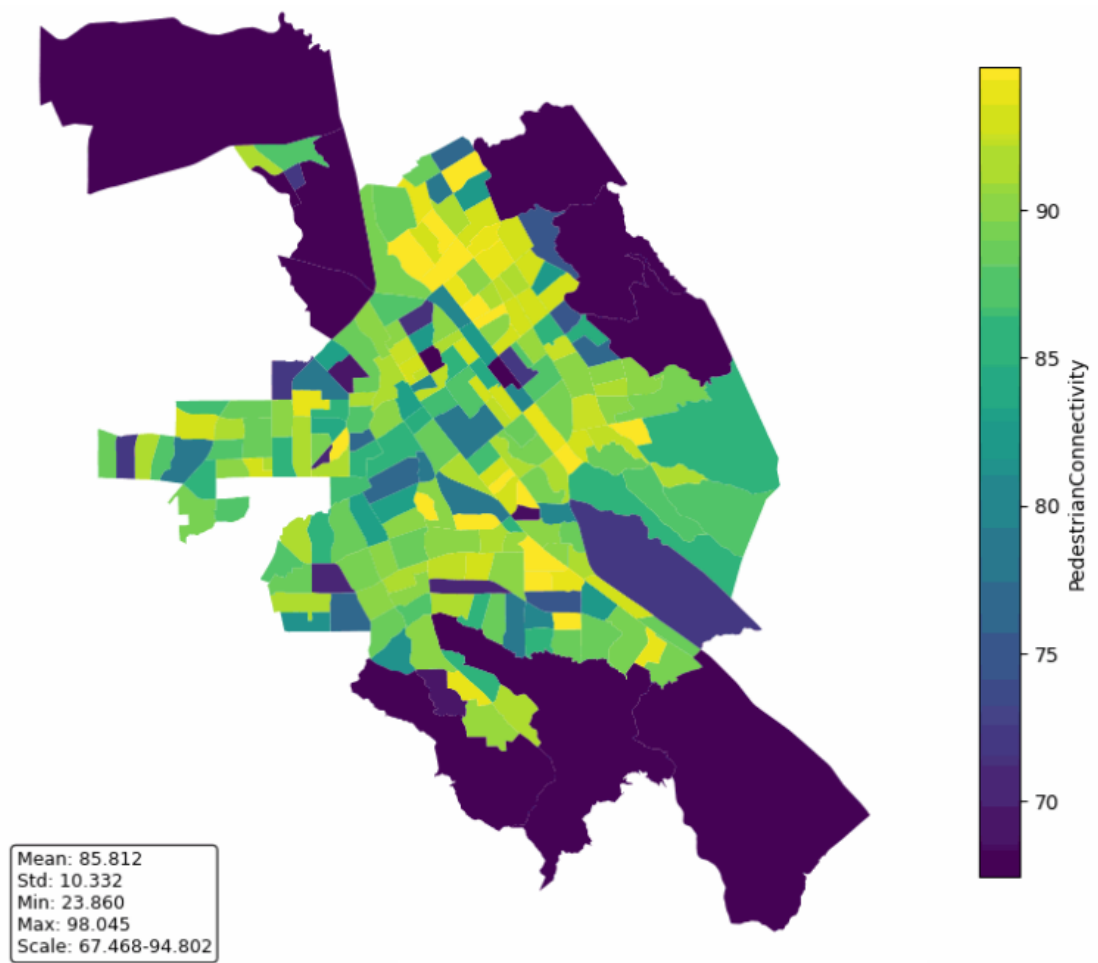 90
85
80
75
70
PedestrianConnectivity
Mean: 85.812
Std: 10.332
Min: 23.860
Max: 98.045
Scale: 67.468-94.802